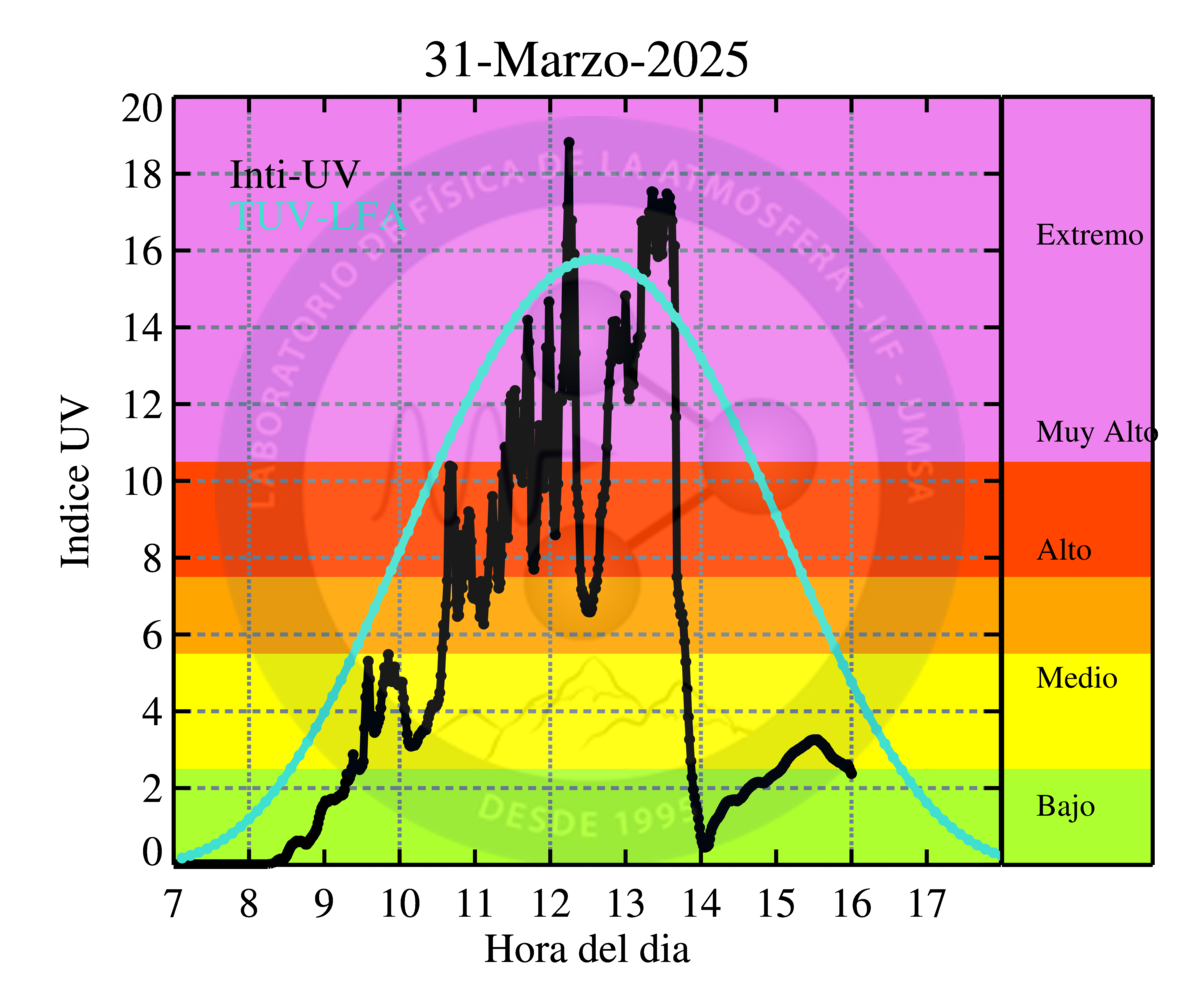 31-Marzo-2025
20
18
16
14
12
10
8
6
4
2
0
Indice UV
Inti-UV
TUV-LFA
LABORATORIO DE FÍSICA DE LA ATMÓSFERA - IIF - UMSA
DESDE 1995
Extremo
Muy Alto
Alto
Medio
Bajo
7 8 9 10 11 12 13 14 15 16 17
Hora del dia